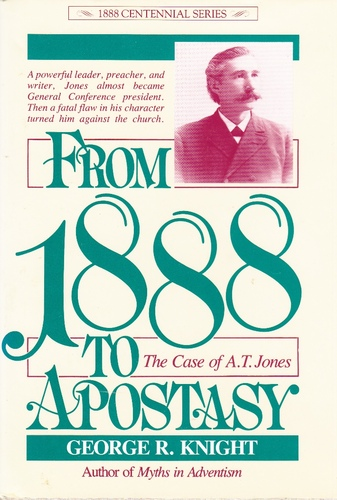 1888 CENTENNIAL SERIES
A powerful leader, preacher, and
writer, Jones almost became
General Conference president.
Then a fatal flaw in his character
turned him against the church.
FROM
1888
TO
The Case of A.T. Jones
APOSTASY
GEORGE R. KNIGHT
Author of Myths in Adventism